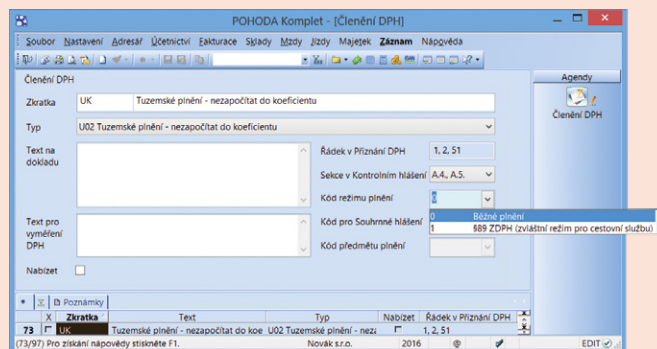 POHODA Komplet - [Členění DPH]
Soubor Nastavení Adresář Účetnictví Fakturace Sklady Mzdy Jízdy Majetek Záznam Nápověda
Členění DPH
Agendy
Zkratka UK Tuzemské plnění - nezapočítat do koeficientu
Členění DPH
Typ U02 Tuzemské plnění - nezapočítat do koeficientu
Text na
dokladu
Řádek v Přiznání DPH 1, 2, 51
Sekce v Kontrolním hlášení A.4., A.5.
Kód režimu plnění 0
0 Běžné plnění
1 §89 ZDPH (zvláštní režim pro cestovní službu)
Text pro
vyměření
DPH
Kód pro Souhrnné hlášení
Kód předmětu plnění
Nabízet
* Σ Poznámky
X Zkratka Text Typ Nabízet Řádek v Přiznání DPH
73 UK Tuzemské plnění - nezapočítat do koe U02 Tuzemské plnění - neza 1, 2, 51
(73/97) Pro získání nápovědy stiskněte F1. Novák s.r.o. 2016 @ EDIT